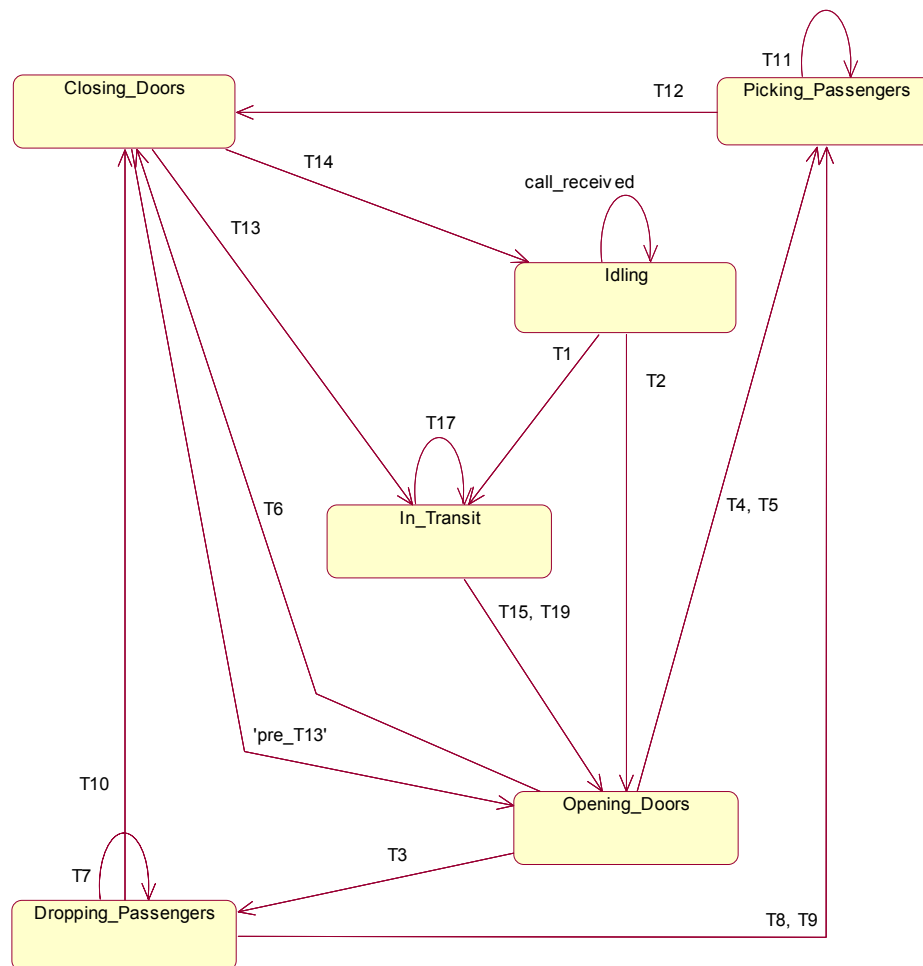 T11
Closing_Doors
Picking_Passengers
T12
T14
call_received
T13
Idling
T1
T2
T17
T6
In_Transit
T4, T5
T15, T19
'pre_T13'
T10
Opening_Doors
T3
T7
Dropping_Passengers
T8, T9